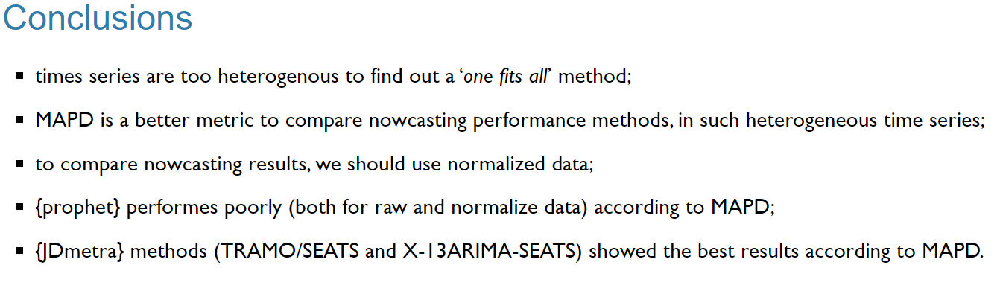 Conclusions
▪ times series are too heterogenous to find out a ‘one fits all’ method;
▪ MAPD is a better metric to compare nowcasting performance methods, in such heterogeneous time series;
▪ to compare nowcasting results, we should use normalized data;
▪ {prophet} performes poorly (both for raw and normalize data) according to MAPD;
▪ {JDmetra} methods (TRAMO/SEATS and X-13ARIMA-SEATS) showed the best results according to MAPD.